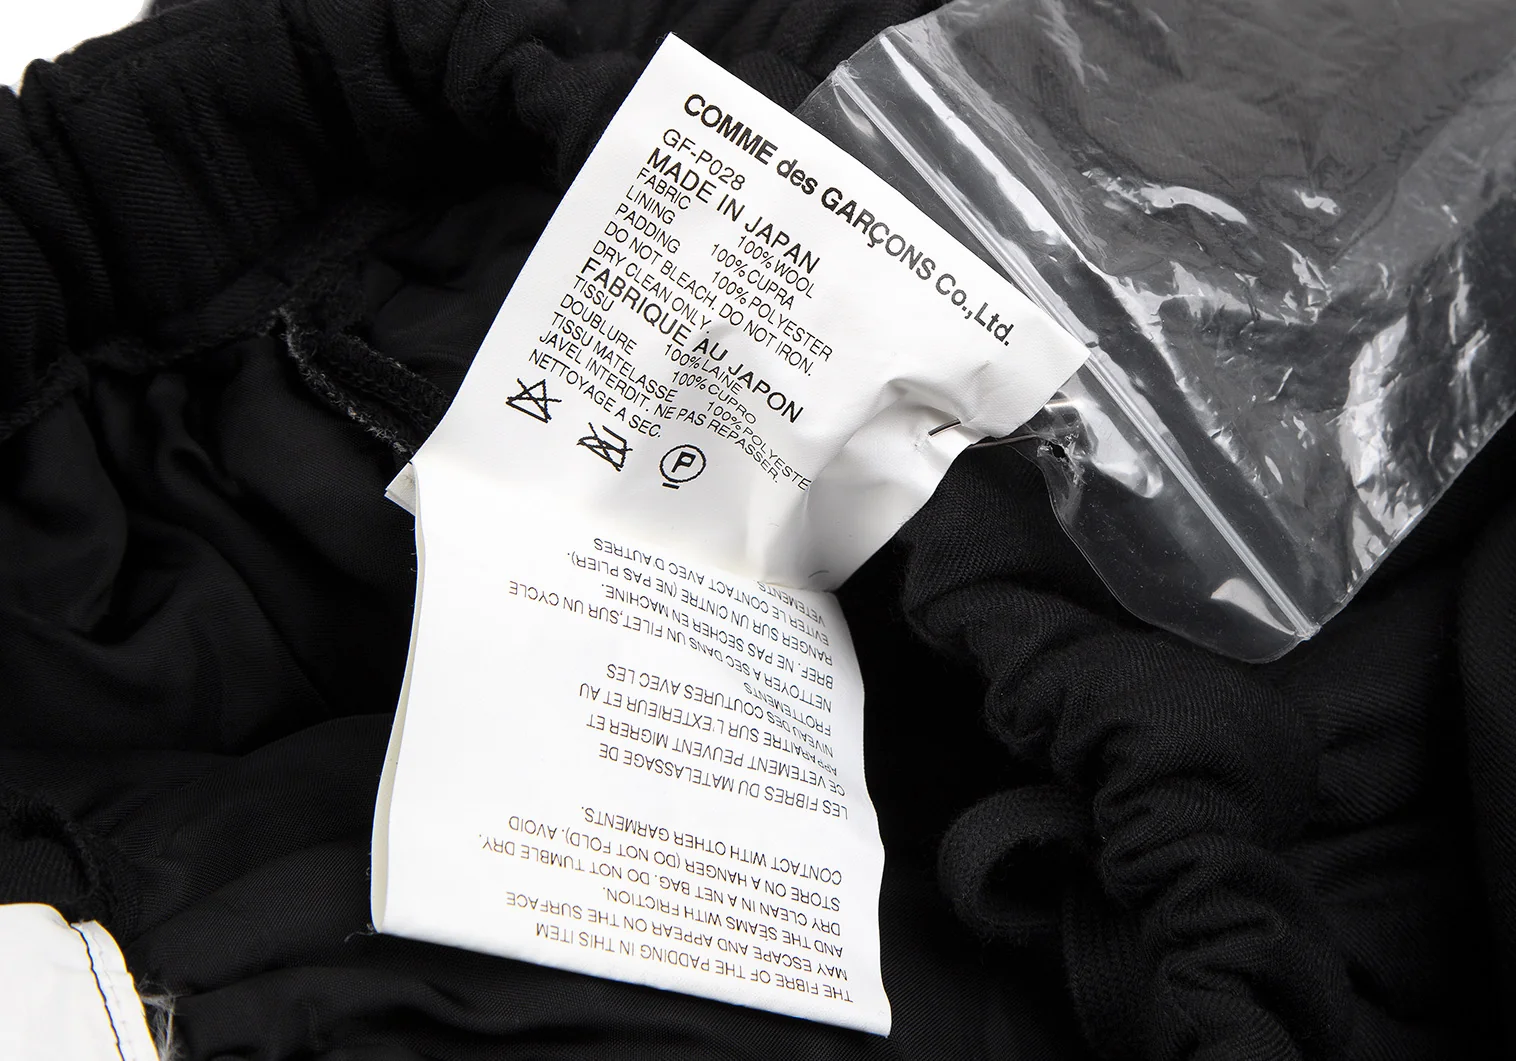 COMME des GARÇONS Co.,Ltd.
GF-P028
MADE IN JAPAN
FABRIC 100% WOOL
LINING 100% CUPRA
PADDING 100% POLYESTER
DO NOT BLEACH, DO NOT IRON.
DRY CLEAN ONLY.
FABRIQUE AU JAPON
TISSU 100% LAINE
DOUBLURE 100% CUPRO
TISSU MATELASSE 100% POLYESTE
JAVEL INTERDIT. NE PAS REPASSER.
NETTOYAGE A SEC.
P
THE FIBRE OF THE PADDING IN THIS ITEM
MAY ESCAPE AND APPEAR ON THE SURFACE
AND THE SEAMS WITH FRICTION.
DRY CLEAN IN A NET BAG. DO NOT TUMBLE DRY.
STORE ON A HANGER (DO NOT FOLD). AVOID
CONTACT WITH OTHER GARMENTS.
LES FIBRES DU MATELASSAGE DE
CE VETEMENT PEUVENT MIGRER ET
APPARAITRE SUR L'EXTERIEUR ET AU
NIVEAU DES COUTURES AVEC LES
FROTTEMENTS
NETTOYER A SEC DANS UN FILET,SUR UN CYCLE
BREF. NE PAS SECHER EN MACHINE.
RANGER SUR UN CINTRE (NE PAS PLIER).
EVITER LE CONTACT AVEC D AUTRES
VETEMENTS